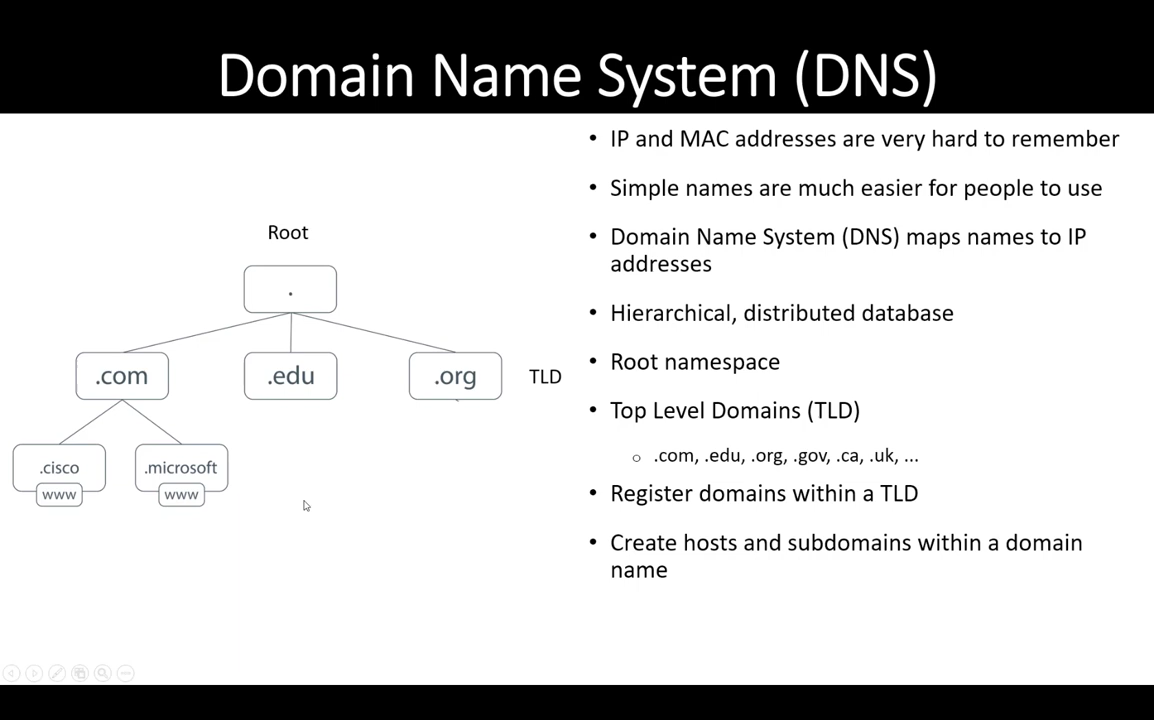 Domain Name System (DNS)
• IP and MAC addresses are very hard to remember
• Simple names are much easier for people to use
• Domain Name System (DNS) maps names to IP
addresses
• Hierarchical, distributed database
• Root namespace
• Top Level Domains (TLD)
○ .com, .edu, .org, .gov, .ca, .uk, ...
• Register domains within a TLD
• Create hosts and subdomains within a domain
name
Root
.
.com
.edu
.org
TLD
.cisco
www
.microsoft
www